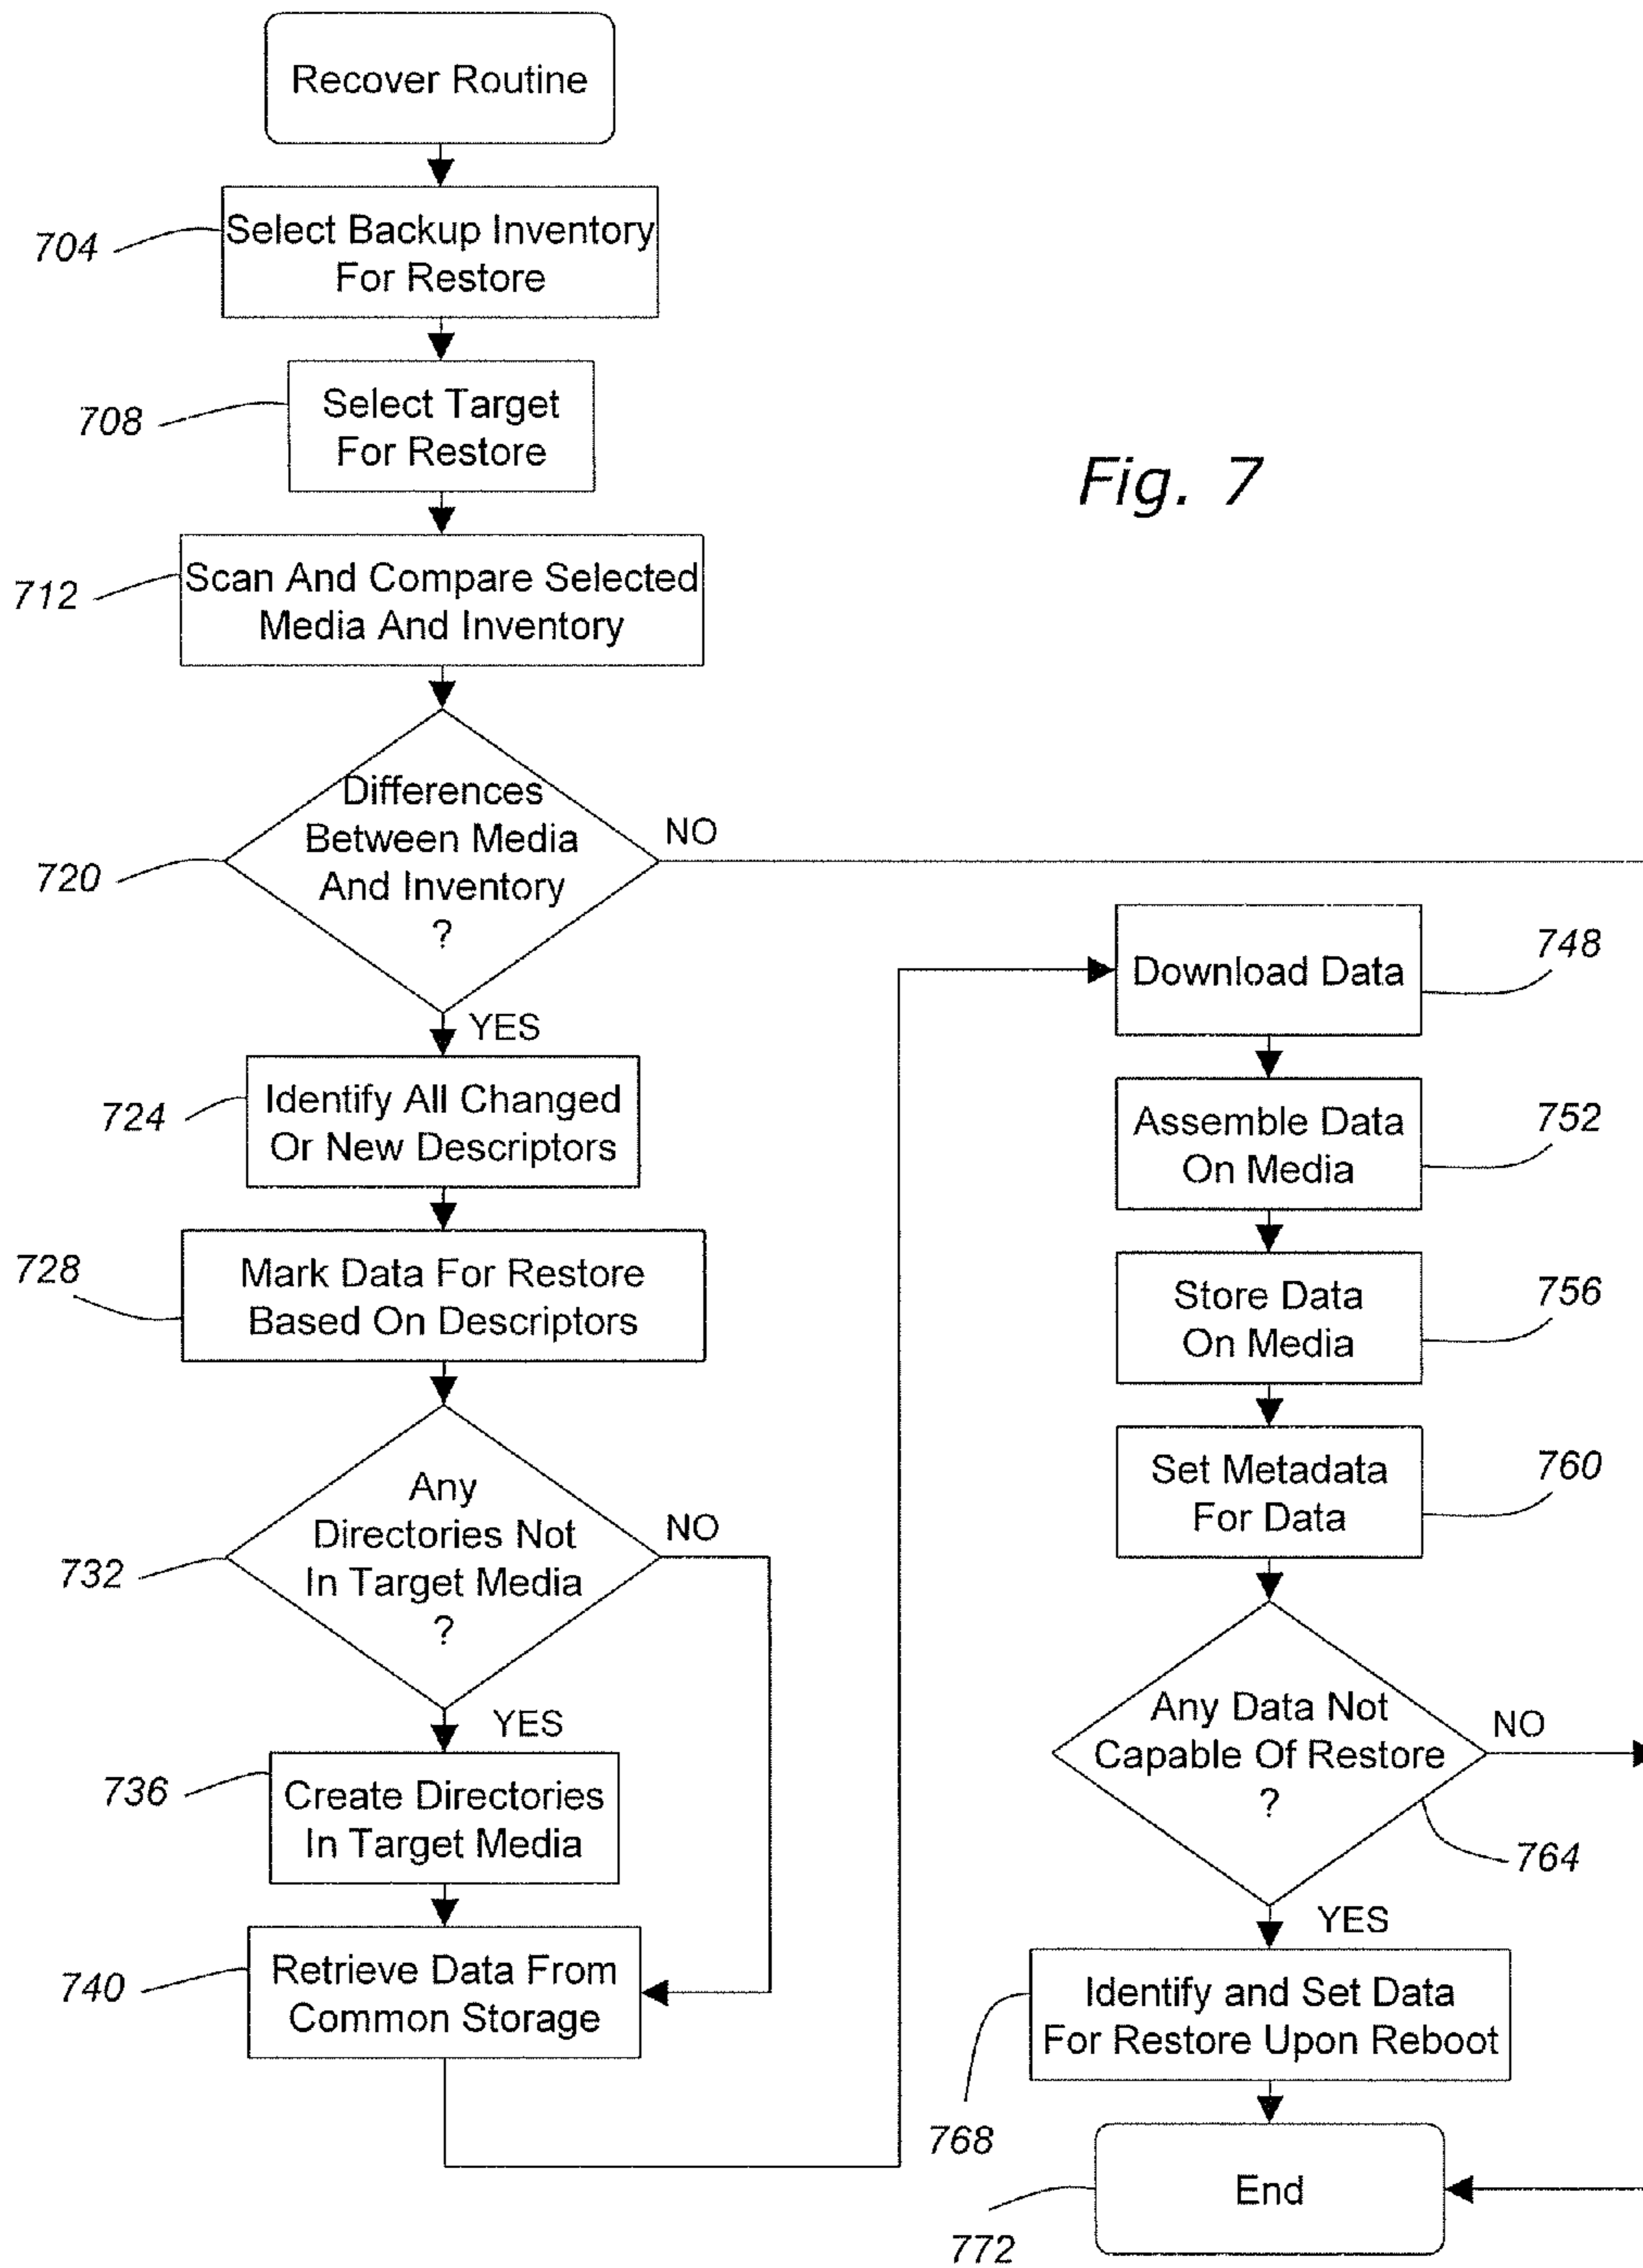 Recover Routine
704
Select Backup Inventory
For Restore
708
Select Target
For Restore
Fig. 7
712
Scan And Compare Selected
Media And Inventory
720
Differences
Between Media
And Inventory
?
NO
YES
724
Identify All Changed
Or New Descriptors
728
Mark Data For Restore
Based On Descriptors
732
Any
Directories Not
In Target Media
?
NO
YES
736
Create Directories
In Target Media
740
Retrieve Data From
Common Storage
Download Data
748
Assemble Data
On Media
752
Store Data
On Media
756
Set Metadata
For Data
760
Any Data Not
Capable Of Restore
?
NO
764
YES
Identify and Set Data
For Restore Upon Reboot
768
End
772